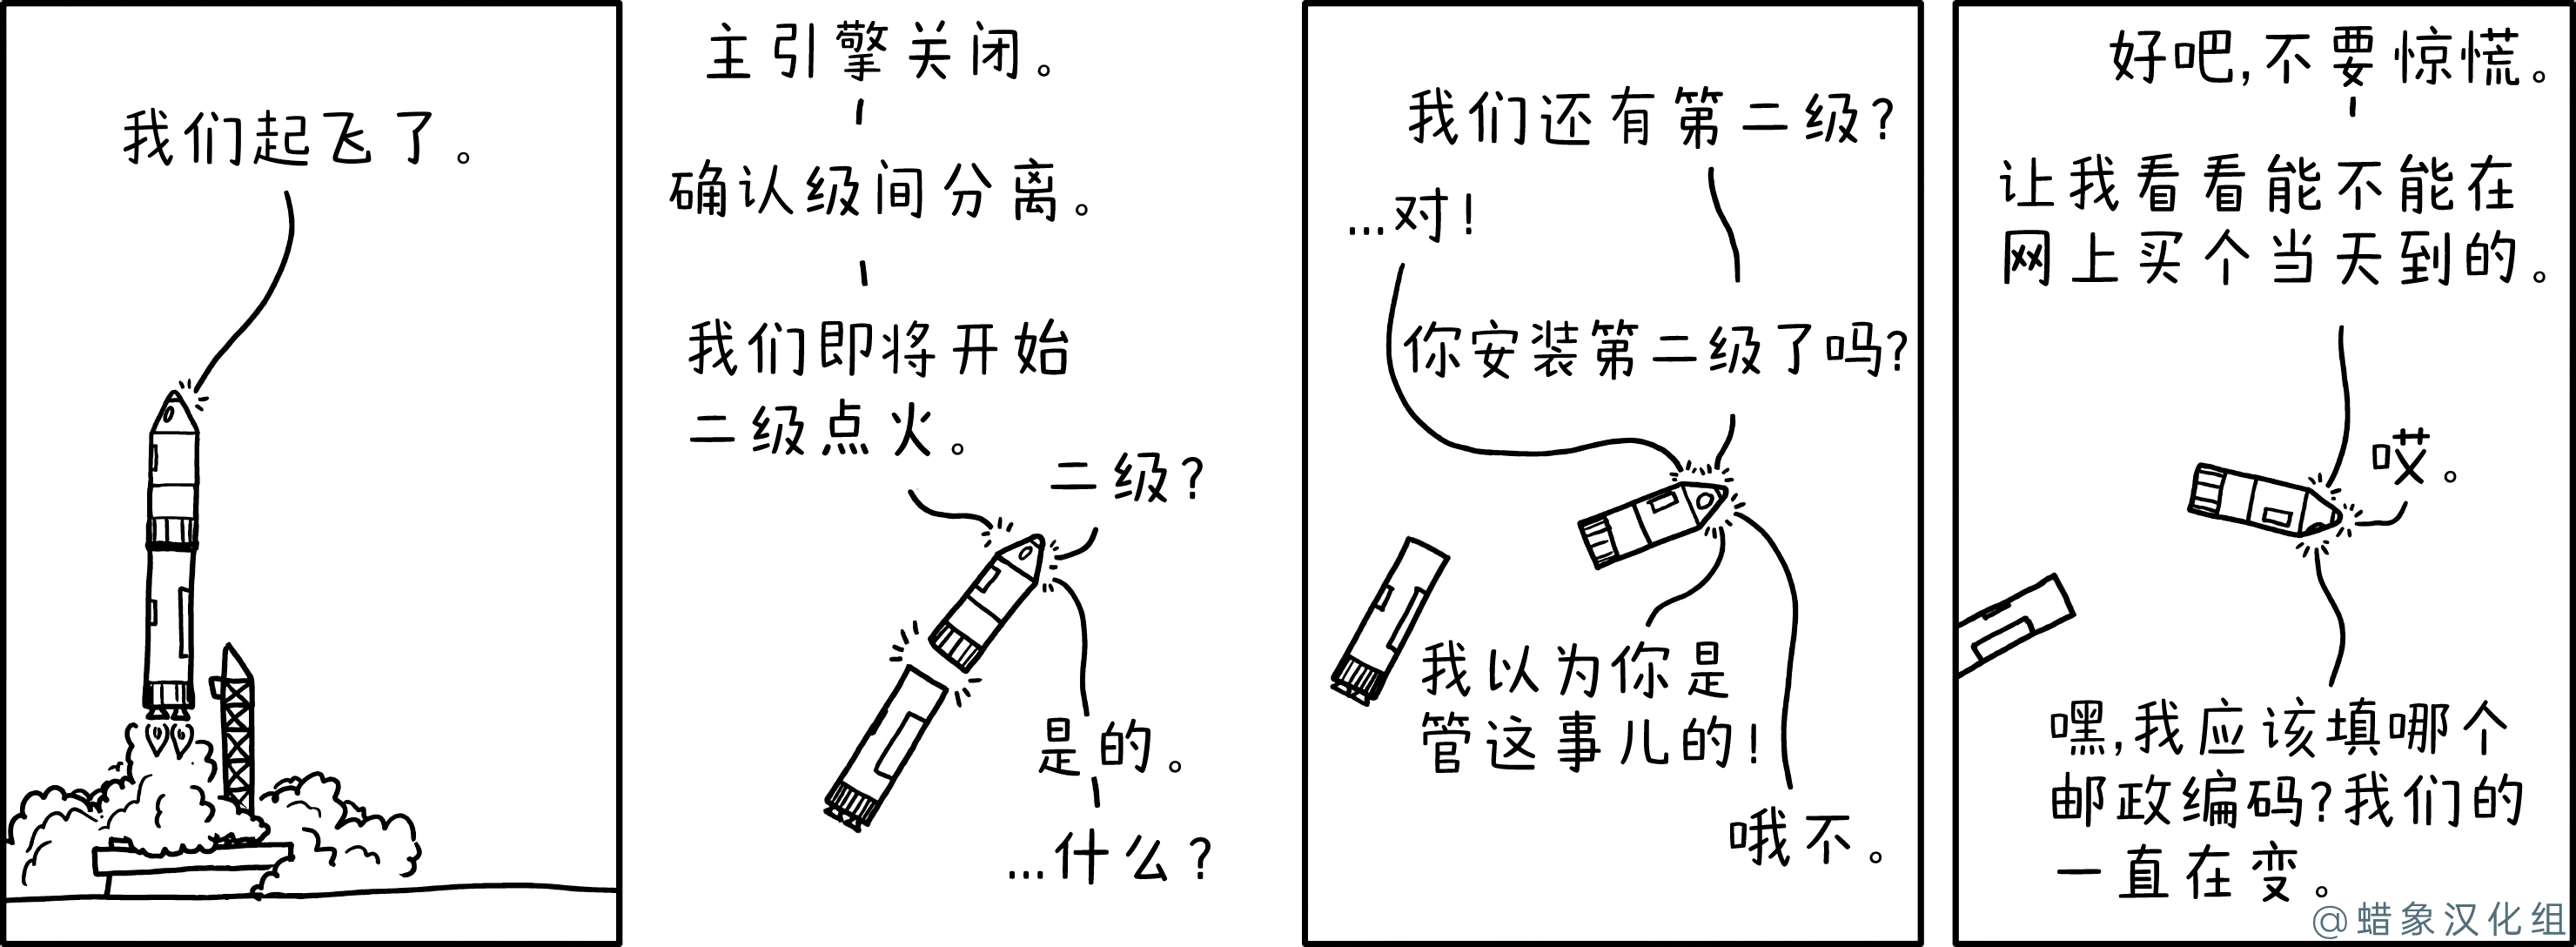 我们起飞了。
主引擎关闭。
确认级间分离。
我们即将开始
二级点火。
二级?
是的。
...什么?
我们还有第二级?
...对!
你安装第二级了吗?
我以为你是
管这事儿的!
哦不。
好吧,不要惊慌。
让我看看能不能在
网上买个当天到的。
哎。
嘿,我应该填哪个
邮政编码?我们的
一直在变。
@蜡象汉化组